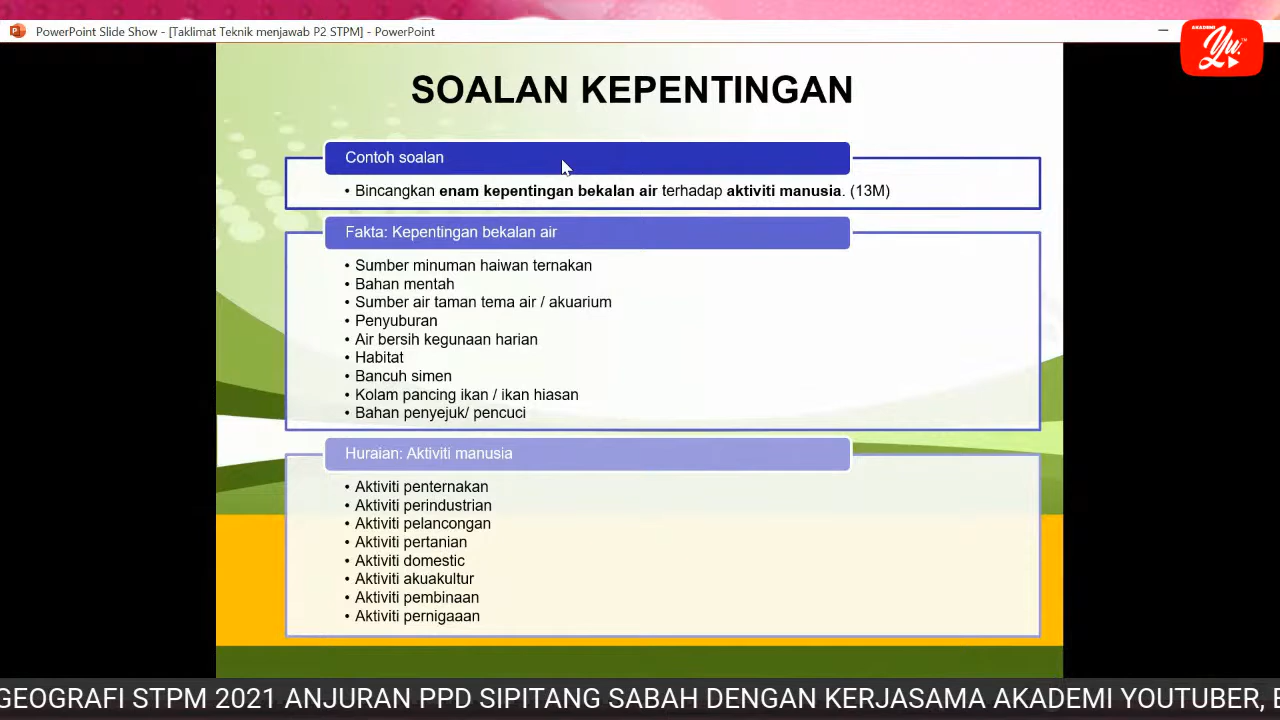 PowerPoint Slide Show - [Taklimat Teknik menjawab P2 STPM] - PowerPoint
AKADEMI
Yu.
SOALAN KEPENTINGAN
Contoh soalan
• Bincangkan enam kepentingan bekalan air terhadap aktiviti manusia. (13M)
Fakta: Kepentingan bekalan air
• Sumber minuman haiwan ternakan
• Bahan mentah
• Sumber air taman tema air / akuarium
• Penyuburan
• Air bersih kegunaan harian
• Habitat
• Bancuh simen
• Kolam pancing ikan / ikan hiasan
• Bahan penyejuk/ pencuci
Huraian: Aktiviti manusia
• Aktiviti penternakan
• Aktiviti perindustrian
• Aktiviti pelancongan
• Aktiviti pertanian
• Aktiviti domestic
• Aktiviti akuakultur
• Aktiviti pembinaan
• Aktiviti pernigaaan
GEOGRAFI STPM 2021 ANJURAN PPD SIPITANG SABAH DENGAN KERJASAMA AKADEMI YOUTUBER,